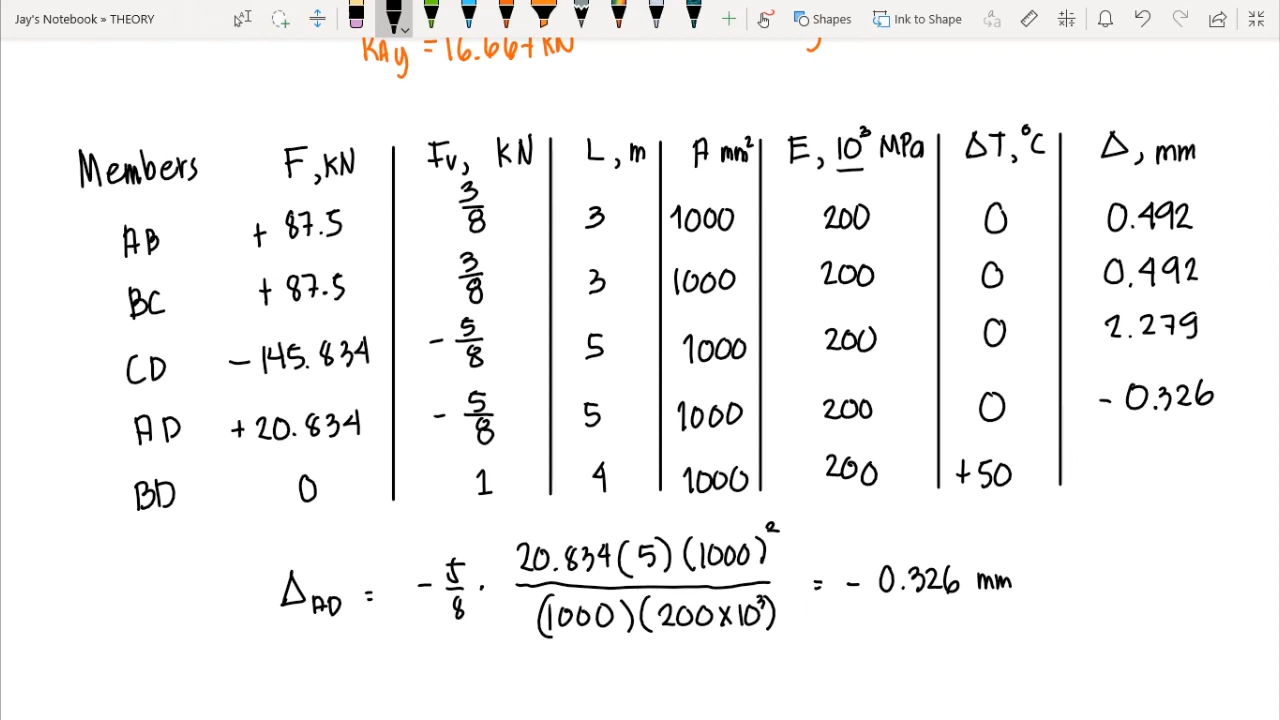 Jay's Notebook » THEORY
Shapes
Ink to Shape
KAy = 16.667 KN
Members F, KN Fv, KN L, m A mm² E, 10³ MPa ΔT, °C Δ, mm
AB + 87.5 3/8 3 1000 200 0 0.492
BC + 87.5 3/8 3 1000 200 0 0.492
CD - 145.834 - 5/8 5 1000 200 0 2.279
AD + 20.834 - 5/8 5 1000 200 0 - 0.326
BD 0 1 4 1000 200 +50
Δ_AD = - 5/8 · 20.834(5)(1000)² / (1000)(200×10³) = - 0.326 mm